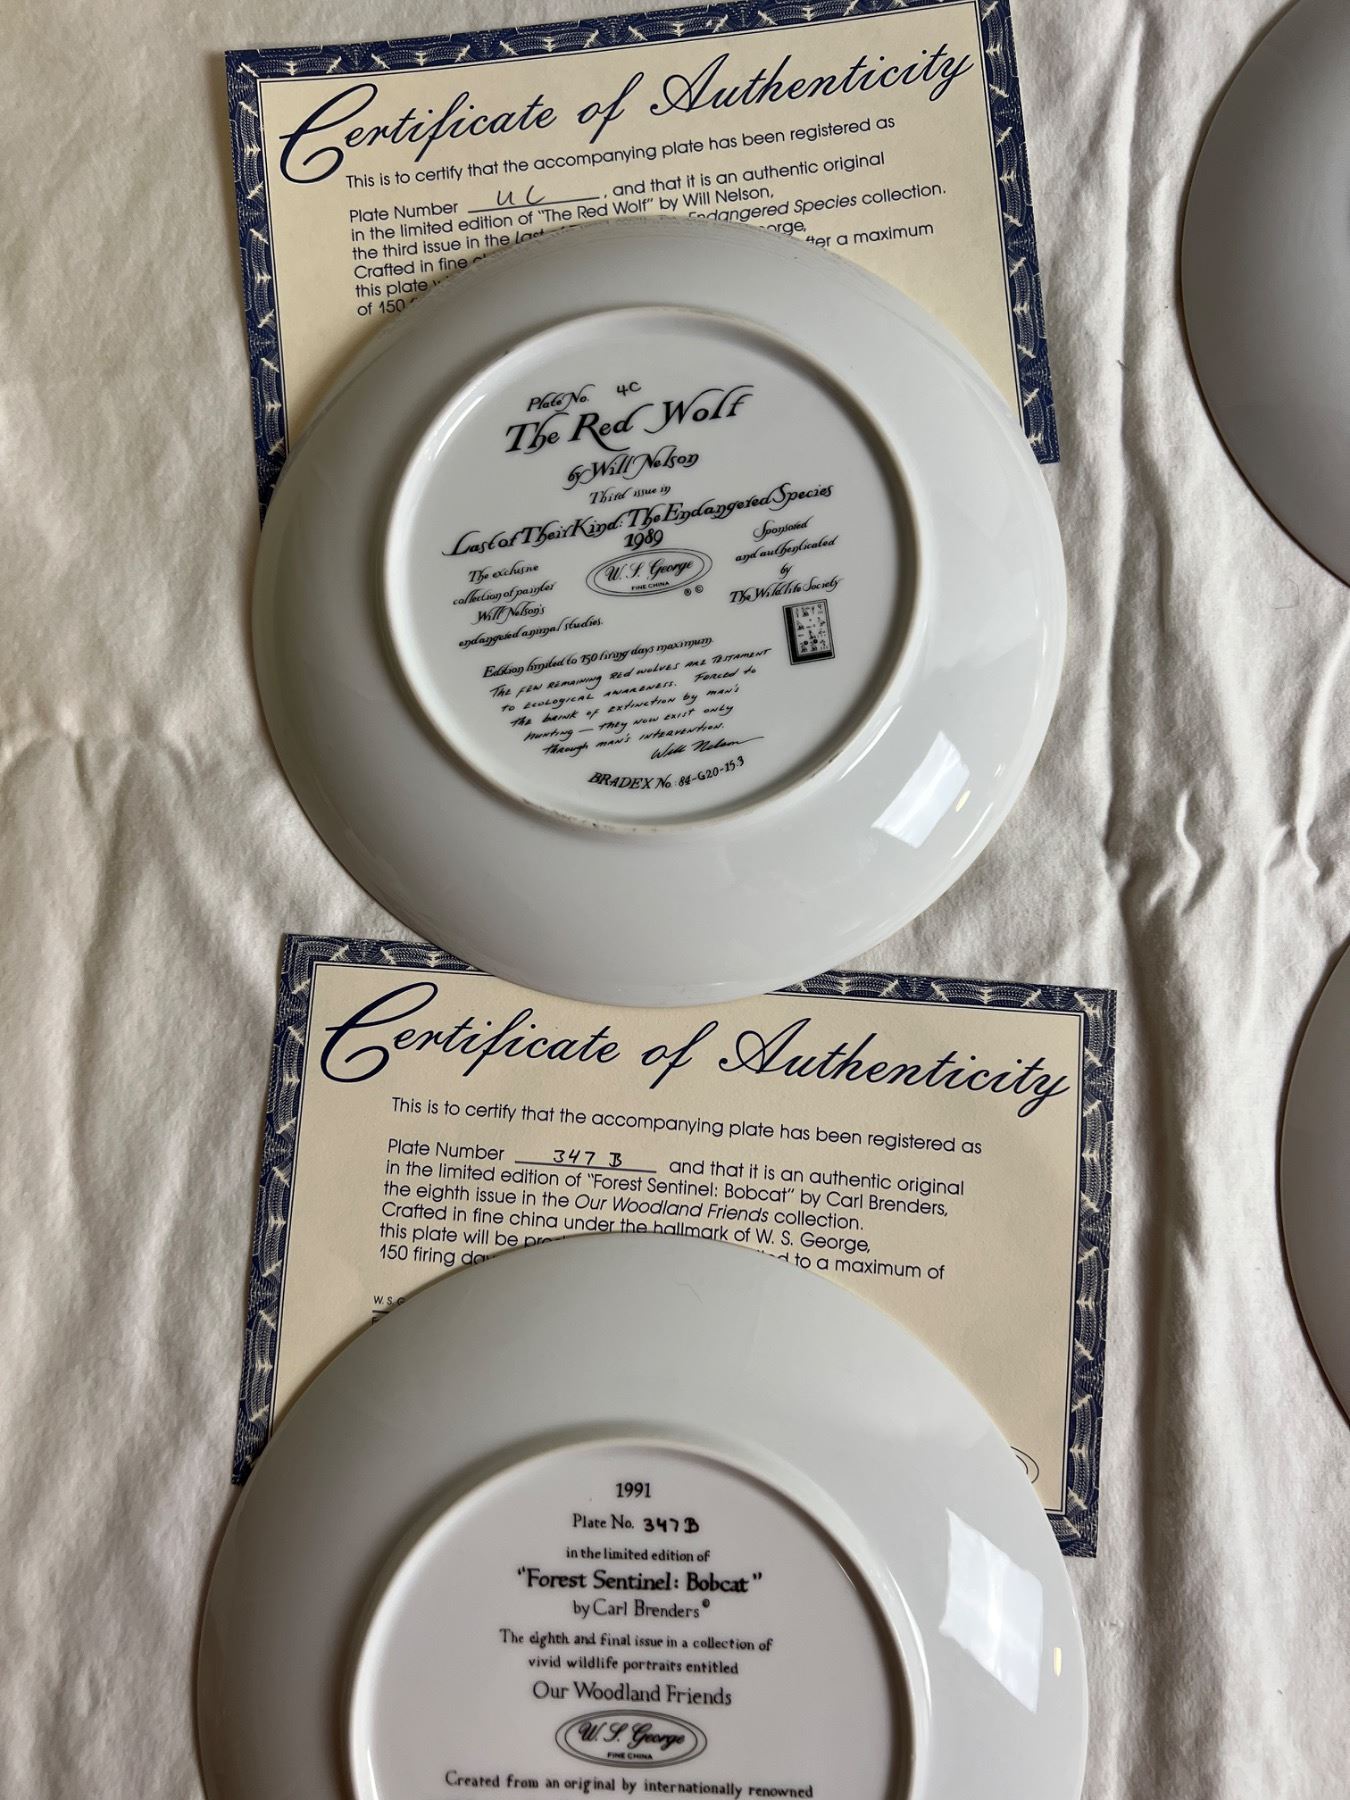 Certificate of Authenticity
This is to certify that the accompanying plate has been registered as
Plate Number 4C, and that it is an authentic original
in the limited edition of "The Red Wolf" by Will Nelson,
the third issue in the Endangered Species collection.
Crafted in fine
this plate after a maximum
of 150
Plate No. 4C
The Red Wolf
by Will Nelson
Third issue in
Last of Their Kind: The Endangered Species
1989
The exclusive
collection of painter
Will Nelson's
endangered animal studies.
W. S. George
FINE CHINA
® ©
Sponsored
and authenticated
by
The Wildlife Society
Edition limited to 150 firing days maximum
THE FEW REMAINING RED WOLVES ARE TESTAMENT
TO ECOLOGICAL AWARENESS. FORCED TO
THE BRINK OF EXTINCTION BY MAN'S
HUNTING — THEY NOW EXIST ONLY
THROUGH MAN'S INTERVENTION.
Will Nelson
BRADEX No: 84-G20-15.3
Certificate of Authenticity
This is to certify that the accompanying plate has been registered as
Plate Number 347 B and that it is an authentic original
in the limited edition of "Forest Sentinel: Bobcat" by Carl Brenders,
the eighth issue in the Our Woodland Friends collection.
Crafted in fine china under the hallmark of W. S. George,
this plate will be to a maximum of
150 firing
W. S.
1991
Plate No. 347 B
in the limited edition of
"Forest Sentinel: Bobcat"
by Carl Brenders©
The eighth and final issue in a collection of
vivid wildlife portraits entitled
Our Woodland Friends
W. S. George
FINE CHINA
Created from an original by internationally renowned